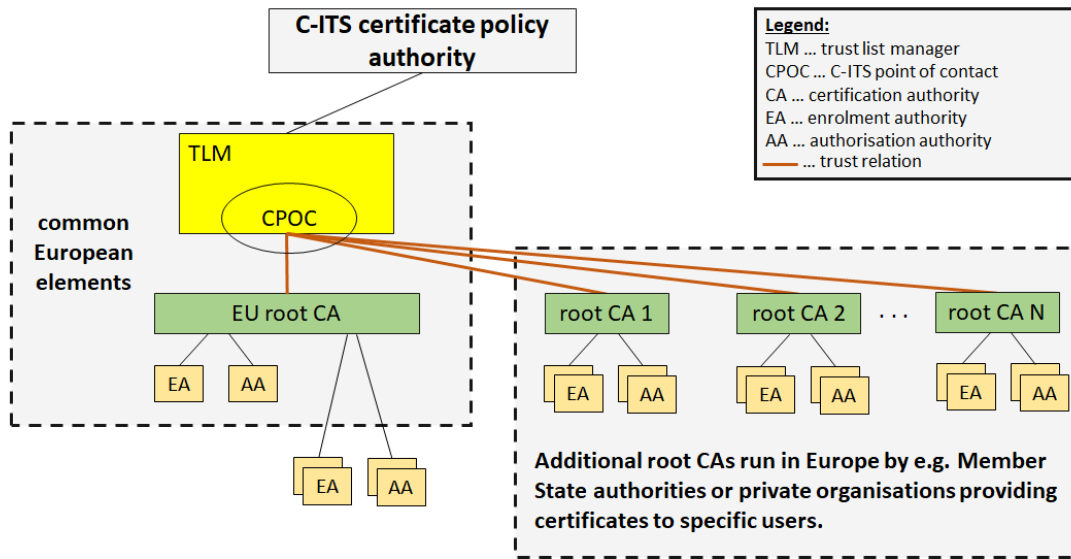 C-ITS certificate policy
authority
Legend:
TLM ... trust list manager
CPOC ... C-ITS point of contact
CA ... certification authority
EA ... enrolment authority
AA ... authorisation authority
... trust relation
TLM
CPOC
common
European
elements
EU root CA
EA
AA
EA
AA
root CA 1
root CA 2
. . .
root CA N
EA
AA
EA
AA
EA
AA
Additional root CAs run in Europe by e.g. Member
State authorities or private organisations providing
certificates to specific users.